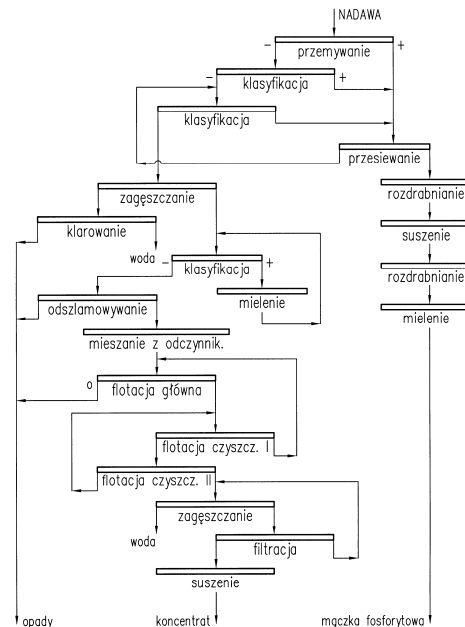 NADAWA
− +
przemywanie
− +
klasyfikacja
klasyfikacja
przesiewanie
zagęszczanie
rozdrabnianie
klarowanie
suszenie
woda − +
klasyfikacja
rozdrabnianie
mielenie
odszlamowywanie
mielenie
mieszanie z odczynnik.
o
flotacja główna
flotacja czyszcz. I
flotacja czyszcz. II
zagęszczanie
woda
filtracja
suszenie
opady koncentrat mączka fosforytowa